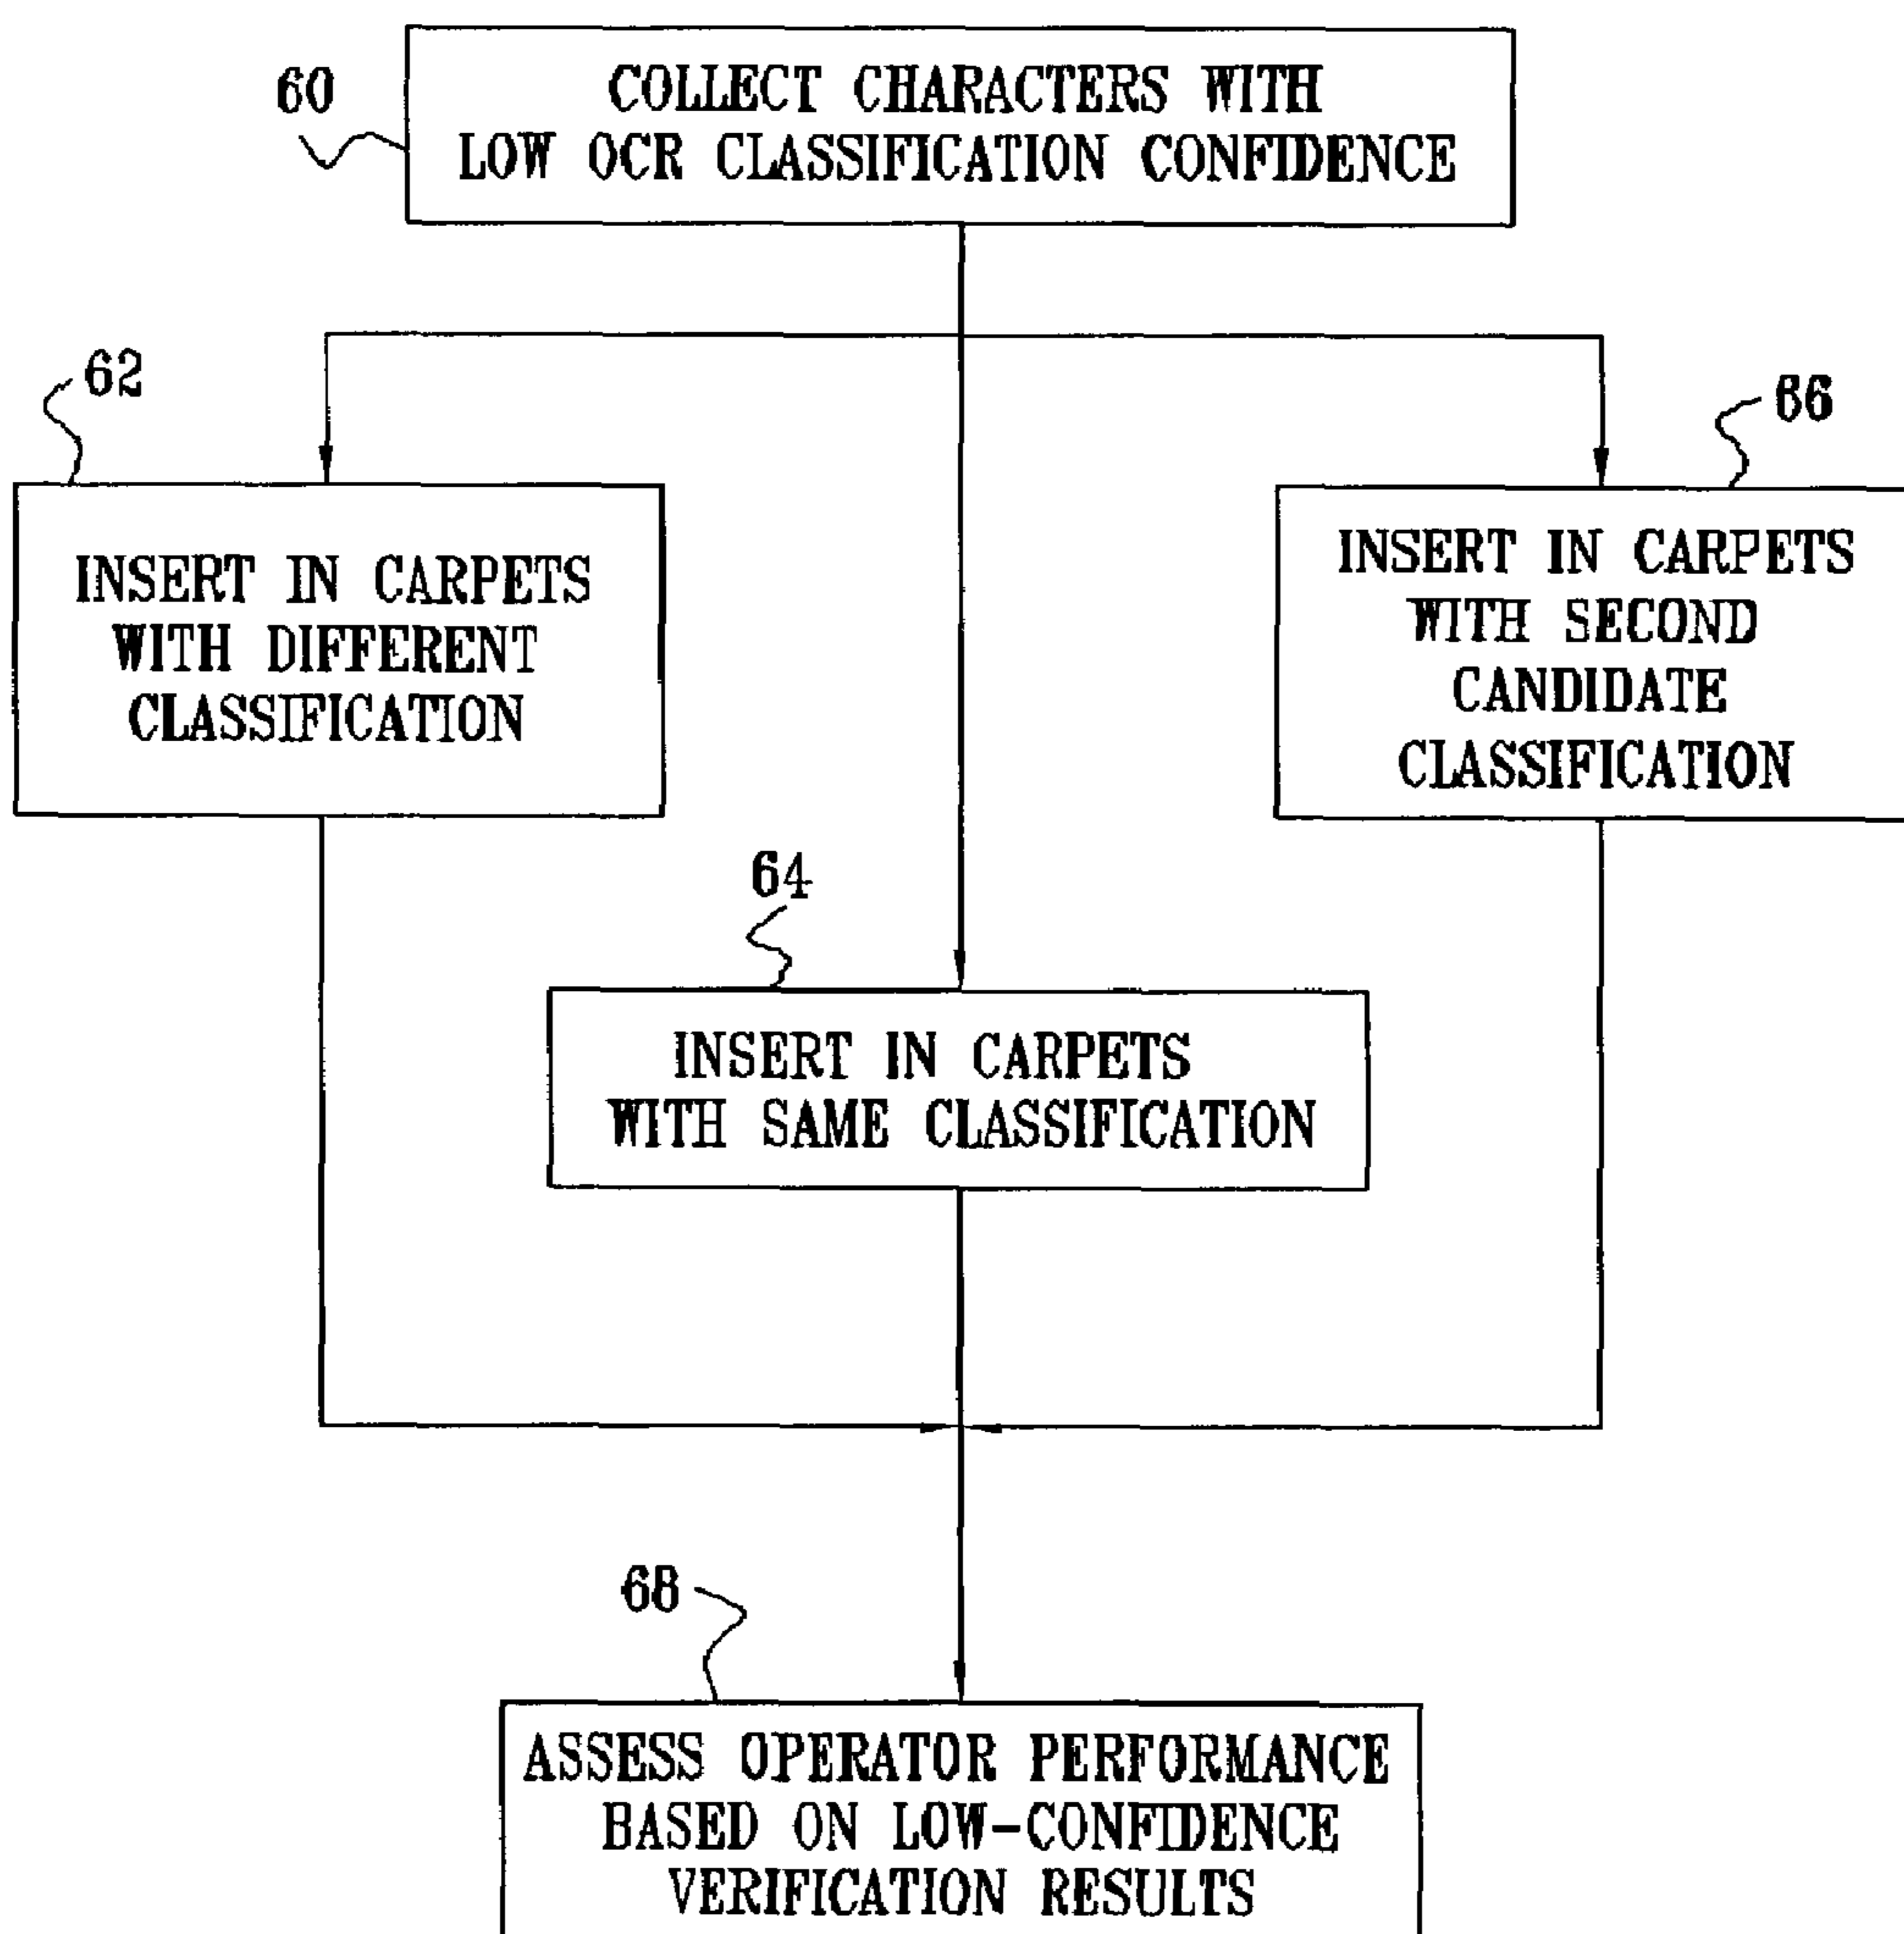 60
COLLECT CHARACTERS WITH
LOW OCR CLASSIFICATION CONFIDENCE
62
INSERT IN CARPETS
WITH DIFFERENT
CLASSIFICATION
66
INSERT IN CARPETS
WITH SECOND
CANDIDATE
CLASSIFICATION
64
INSERT IN CARPETS
WITH SAME CLASSIFICATION
68
ASSESS OPERATOR PERFORMANCE
BASED ON LOW-CONFIDENCE
VERIFICATION RESULTS